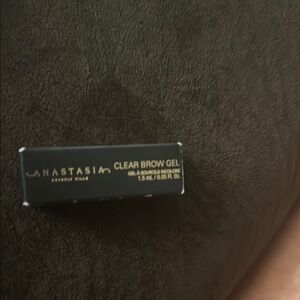 ANASTASIA
BEVERLY HILLS
CLEAR BROW GEL
GEL À SOURCILS INCOLORE
1.5 mL / 0.05 Fl. Oz.